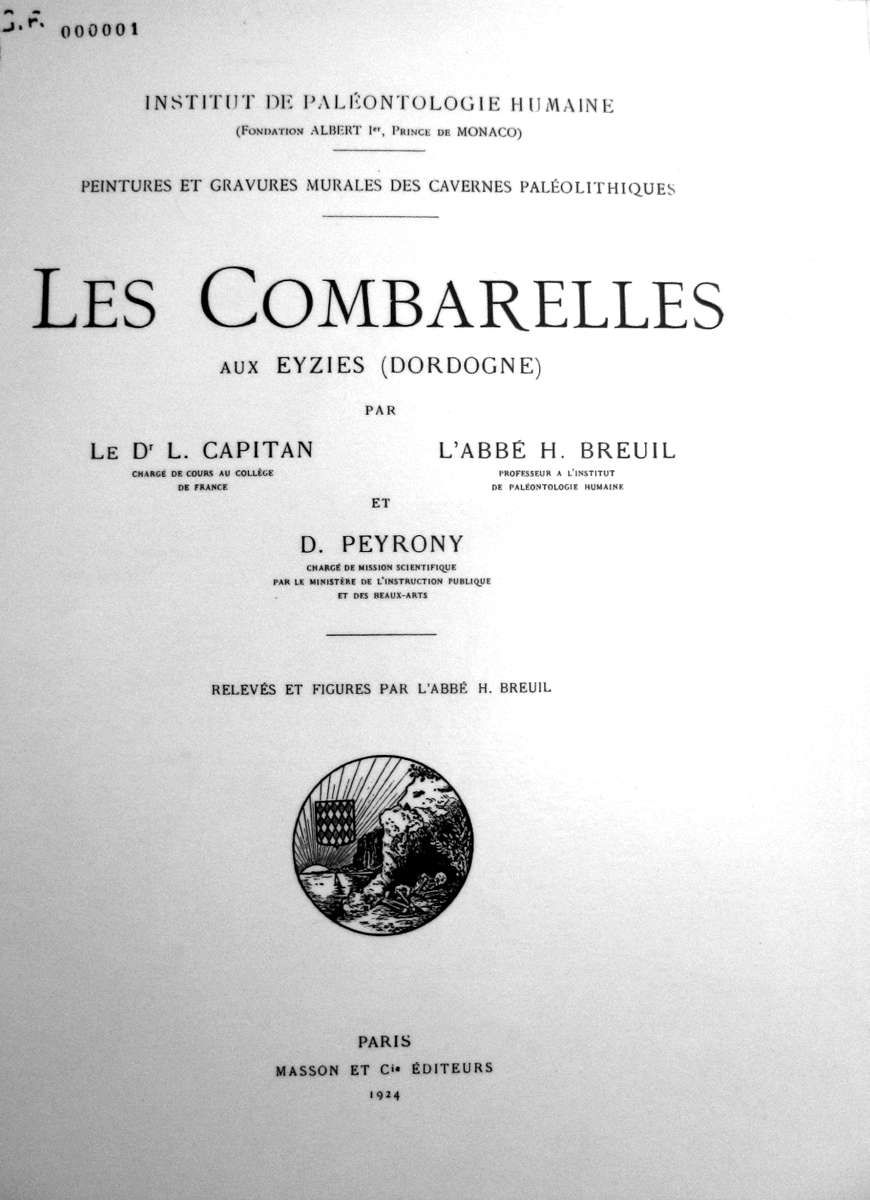 000001
INSTITUT DE PALÉONTOLOGIE HUMAINE
(FONDATION ALBERT Ier, PRINCE DE MONACO)
PEINTURES ET GRAVURES MURALES DES CAVERNES PALÉOLITHIQUES
LES COMBARELLES
AUX EYZIES (DORDOGNE)
PAR
LE Dr L. CAPITAN
CHARGÉ DE COURS AU COLLÈGE
DE FRANCE
L'ABBÉ H. BREUIL
PROFESSEUR A L'INSTITUT
DE PALÉONTOLOGIE HUMAINE
ET
D. PEYRONY
CHARGÉ DE MISSION SCIENTIFIQUE
PAR LE MINISTÈRE DE L'INSTRUCTION PUBLIQUE
ET DES BEAUX-ARTS
RELEVÉS ET FIGURES PAR L'ABBÉ H. BREUIL
PARIS
MASSON ET Cie ÉDITEURS
1924